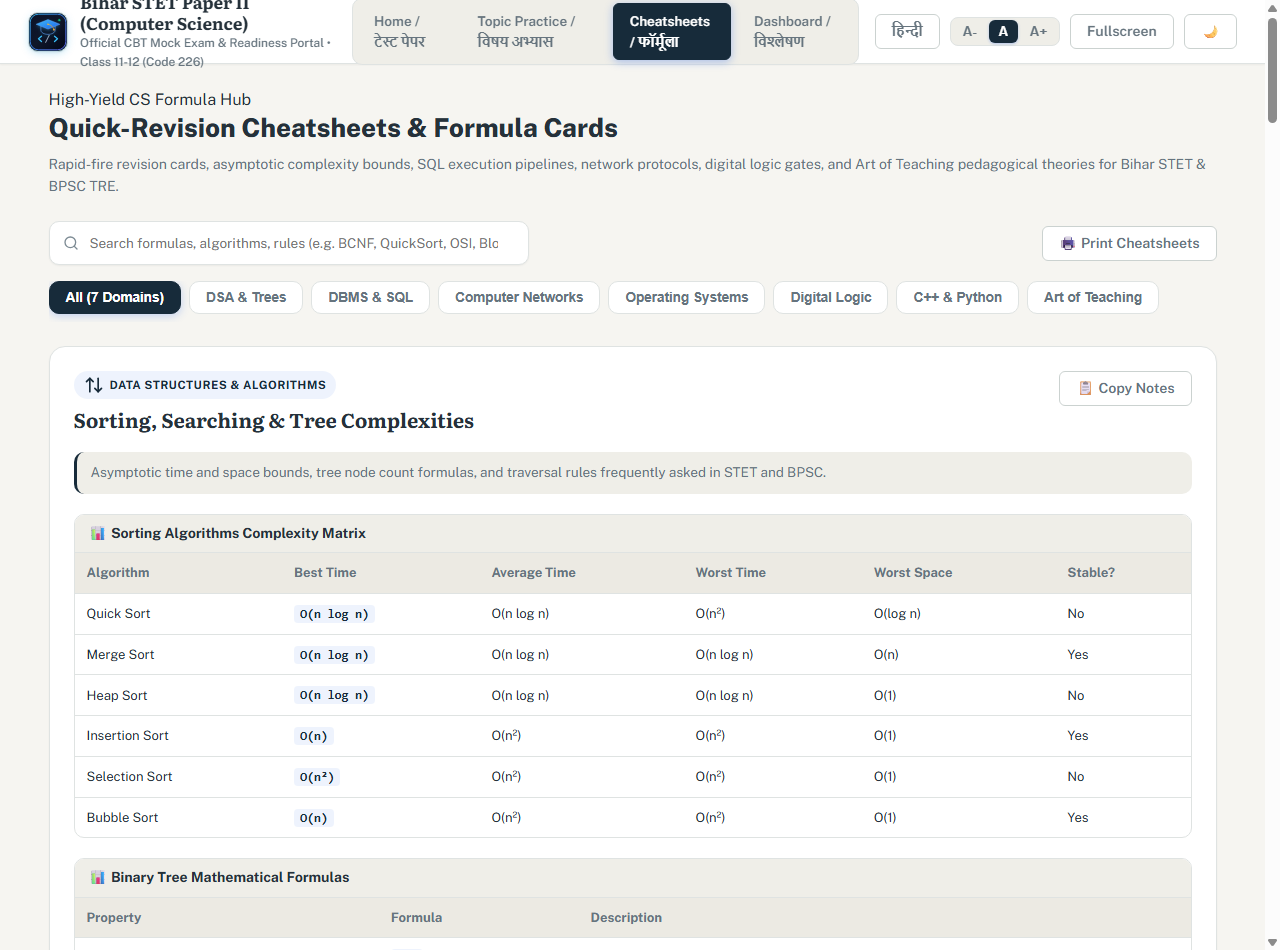 Bihar STET Paper II
(Computer Science)
Official CBT Mock Exam & Readiness Portal •
Class 11-12 (Code 226)
Home /
टेस्ट पेपर
Topic Practice /
विषय अभ्यास
Cheatsheets
/ फॉर्मूला
Dashboard /
विश्लेषण
हिन्दी
A-
A
A+
Fullscreen
High-Yield CS Formula Hub
Quick-Revision Cheatsheets & Formula Cards
Rapid-fire revision cards, asymptotic complexity bounds, SQL execution pipelines, network protocols, digital logic gates, and Art of Teaching pedagogical theories for Bihar STET &
BPSC TRE.
Search formulas, algorithms, rules (e.g. BCNF, QuickSort, OSI, Blo
Print Cheatsheets
All (7 Domains)
DSA & Trees
DBMS & SQL
Computer Networks
Operating Systems
Digital Logic
C++ & Python
Art of Teaching
DATA STRUCTURES & ALGORITHMS
Copy Notes
Sorting, Searching & Tree Complexities
Asymptotic time and space bounds, tree node count formulas, and traversal rules frequently asked in STET and BPSC.
Sorting Algorithms Complexity Matrix
Algorithm Best Time Average Time Worst Time Worst Space Stable?
Quick Sort O(n log n) O(n log n) O(n²) O(log n) No
Merge Sort O(n log n) O(n log n) O(n log n) O(n) Yes
Heap Sort O(n log n) O(n log n) O(n log n) O(1) No
Insertion Sort O(n) O(n²) O(n²) O(1) Yes
Selection Sort O(n²) O(n²) O(n²) O(1) No
Bubble Sort O(n) O(n²) O(n²) O(1) Yes
Binary Tree Mathematical Formulas
Property Formula Description